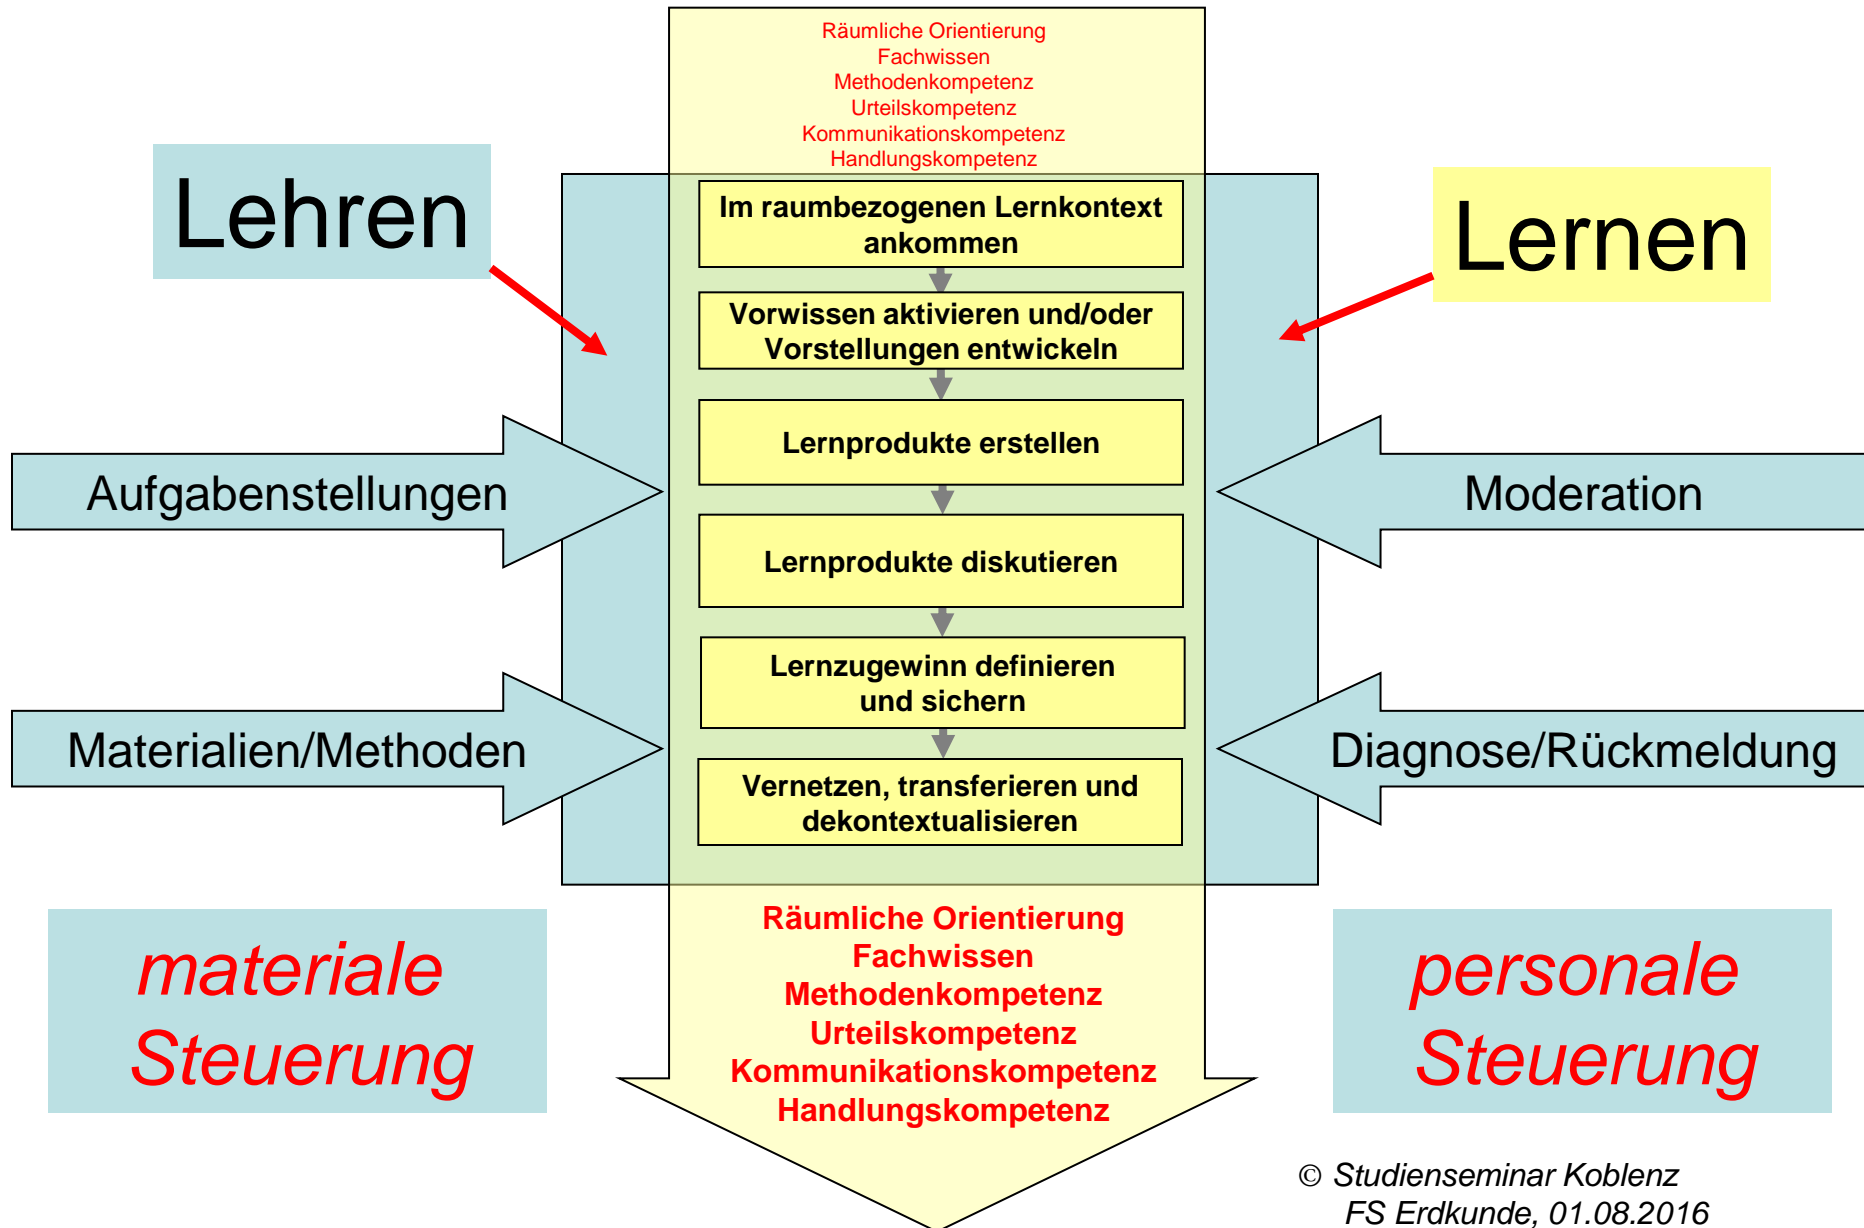 Räumliche Orientierung
Fachwissen
Methodenkompetenz
Urteilskompetenz
Kommunikationskompetenz
Handlungskompetenz
Lehren
Lernen
Im raumbezogenen Lernkontext
ankommen
Vorwissen aktivieren und/oder
Vorstellungen entwickeln
Lernprodukte erstellen
Aufgabenstellungen
Moderation
Lernprodukte diskutieren
Lernzugewinn definieren
und sichern
Materialien/Methoden
Diagnose/Rückmeldung
Vernetzen, transferieren und
dekontextualisieren
materiale
Steuerung
Räumliche Orientierung
Fachwissen
Methodenkompetenz
Urteilskompetenz
Kommunikationskompetenz
Handlungskompetenz
personale
Steuerung
© Studienseminar Koblenz
FS Erdkunde, 01.08.2016